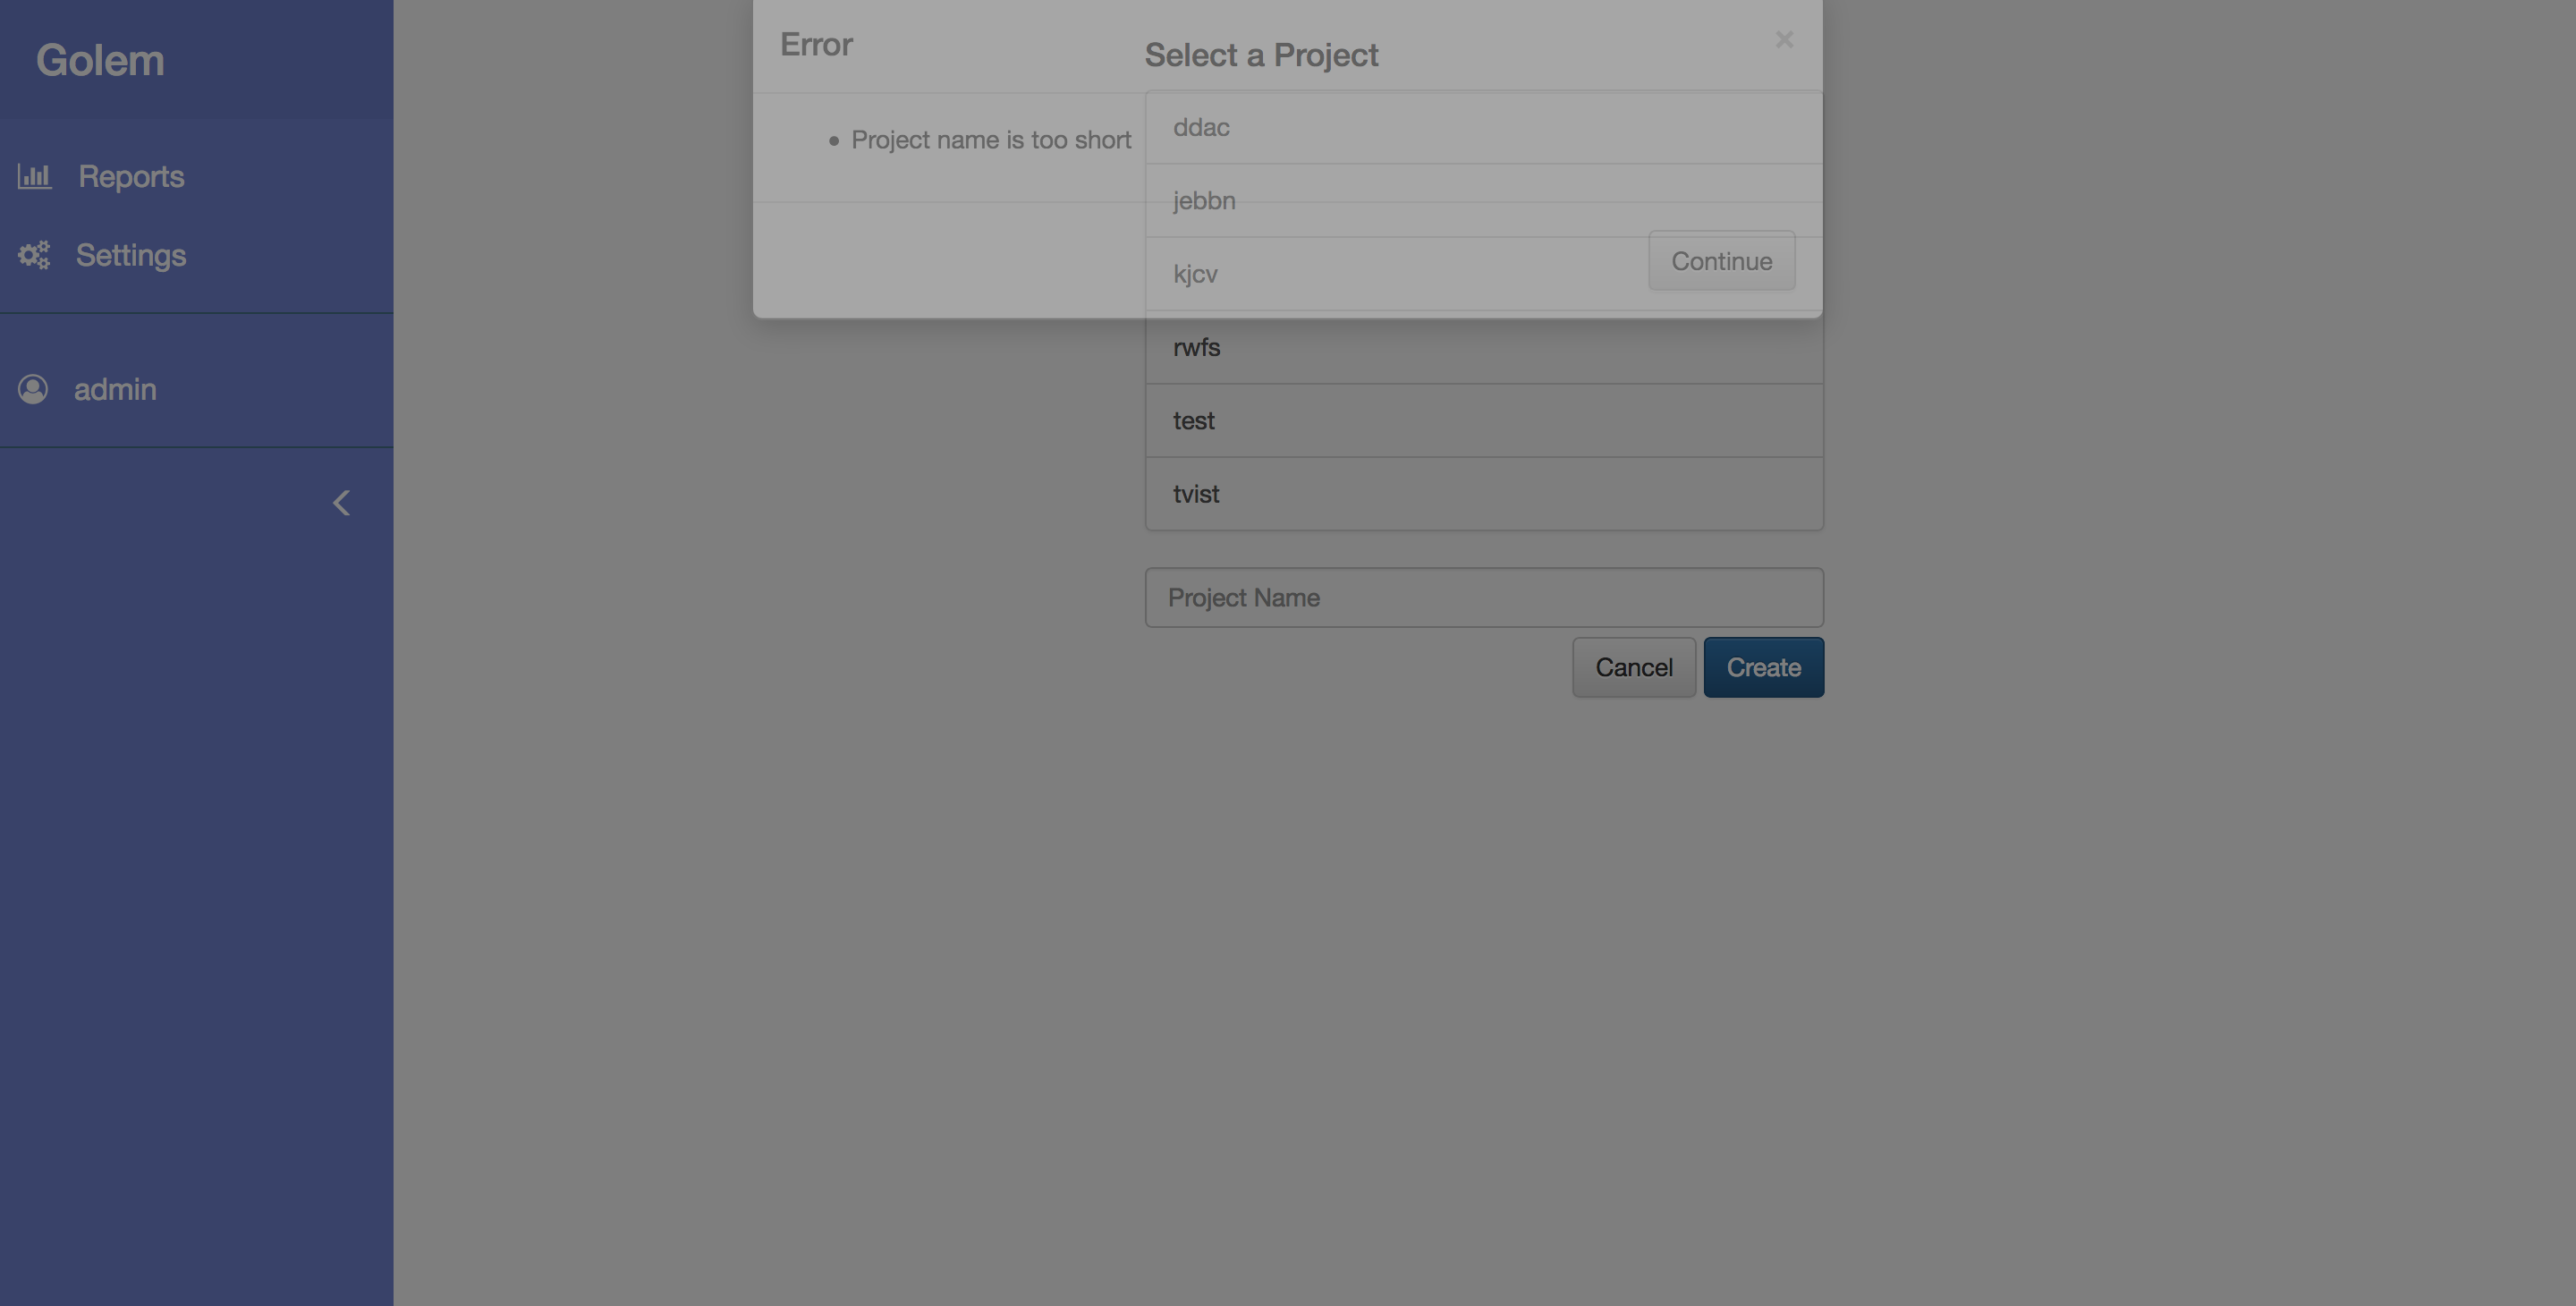 Golem
Reports
Settings
admin
Error
×
Project name is too short
Continue
Select a Project
ddac
jebbn
kjcv
rwfs
test
tvist
Project Name
Cancel
Create